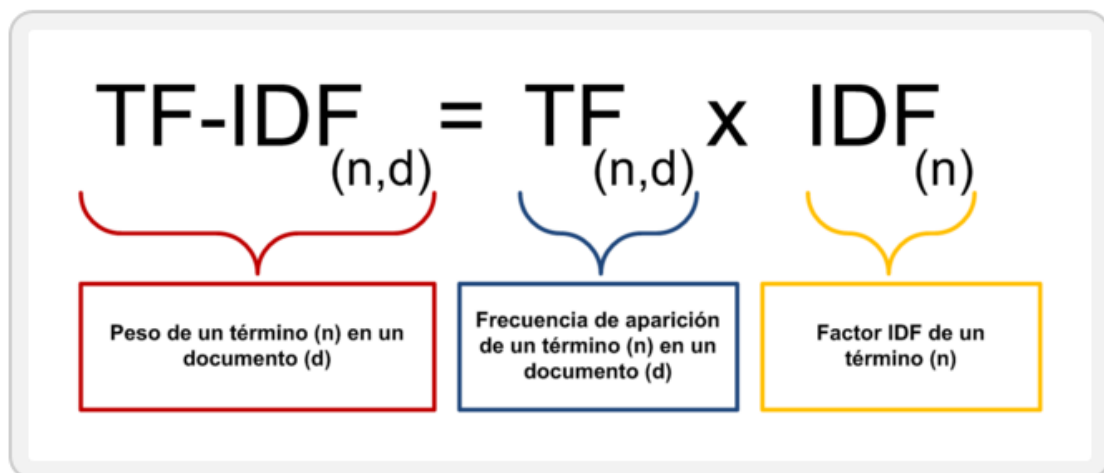 TF-IDF(n,d) = TF(n,d) x IDF(n)
Peso de un término (n) en un
documento (d)
Frecuencia de aparición
de un término (n) en un
documento (d)
Factor IDF de un
término (n)